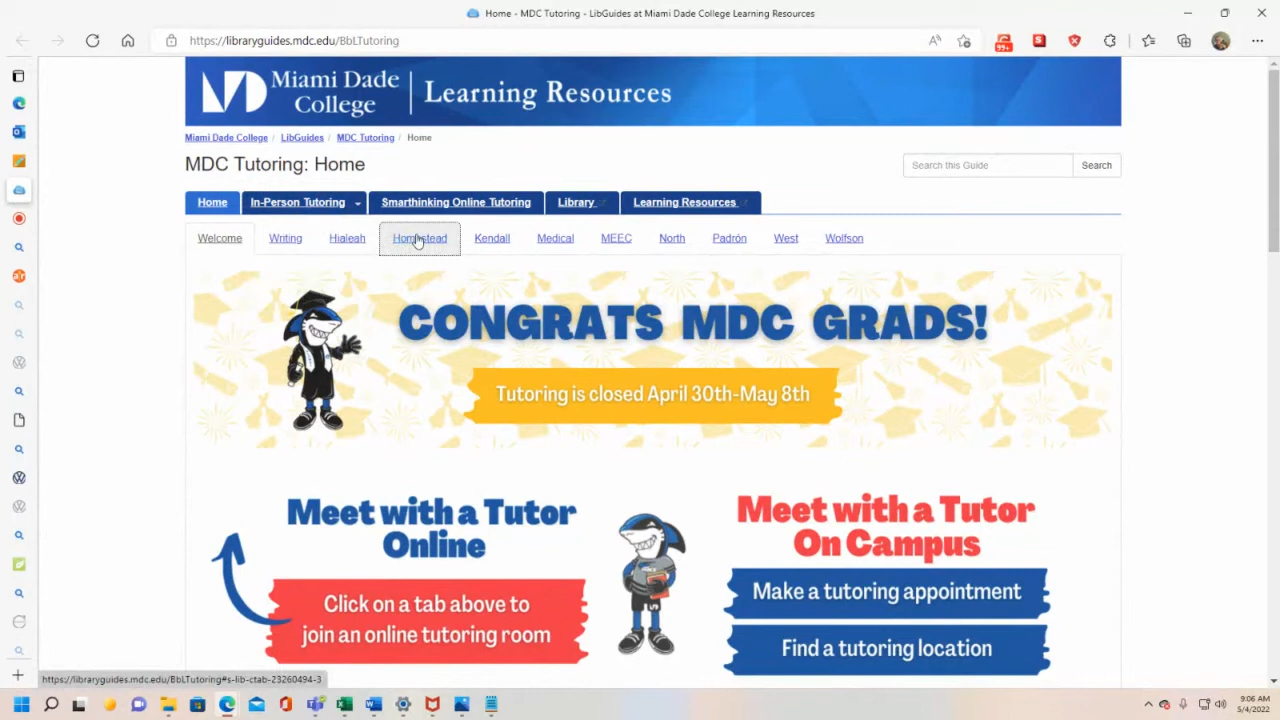 Home - MDC Tutoring - LibGuides at Miami Dade College Learning Resources
https://libraryguides.mdc.edu/BbLTutoring
99+
Miami Dade College
Learning Resources
Miami Dade College / LibGuides / MDC Tutoring / Home
MDC Tutoring: Home
Search this Guide
Search
Home
In-Person Tutoring
Smarthinking Online Tutoring
Library
Learning Resources
Welcome
Writing
Hialeah
Homestead
Kendall
Medical
MEEC
North
Padrón
West
Wolfson
CONGRATS MDC GRADS!
Tutoring is closed April 30th-May 8th
Meet with a Tutor
Online
Click on a tab above to
join an online tutoring room
Meet with a Tutor
On Campus
Make a tutoring appointment
Find a tutoring location
https://libraryguides.mdc.edu/BbLTutoring#s-lib-ctab-23260494-3
9:06 AM
5/4/2022